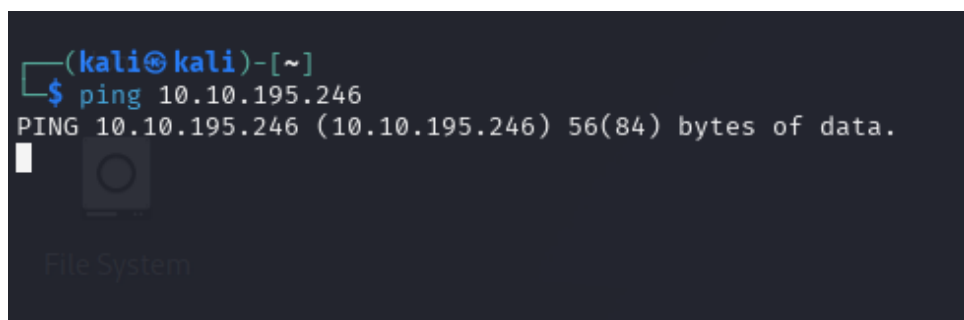 (kali㉿kali)-[~]
$ ping 10.10.195.246
PING 10.10.195.246 (10.10.195.246) 56(84) bytes of data.
File System